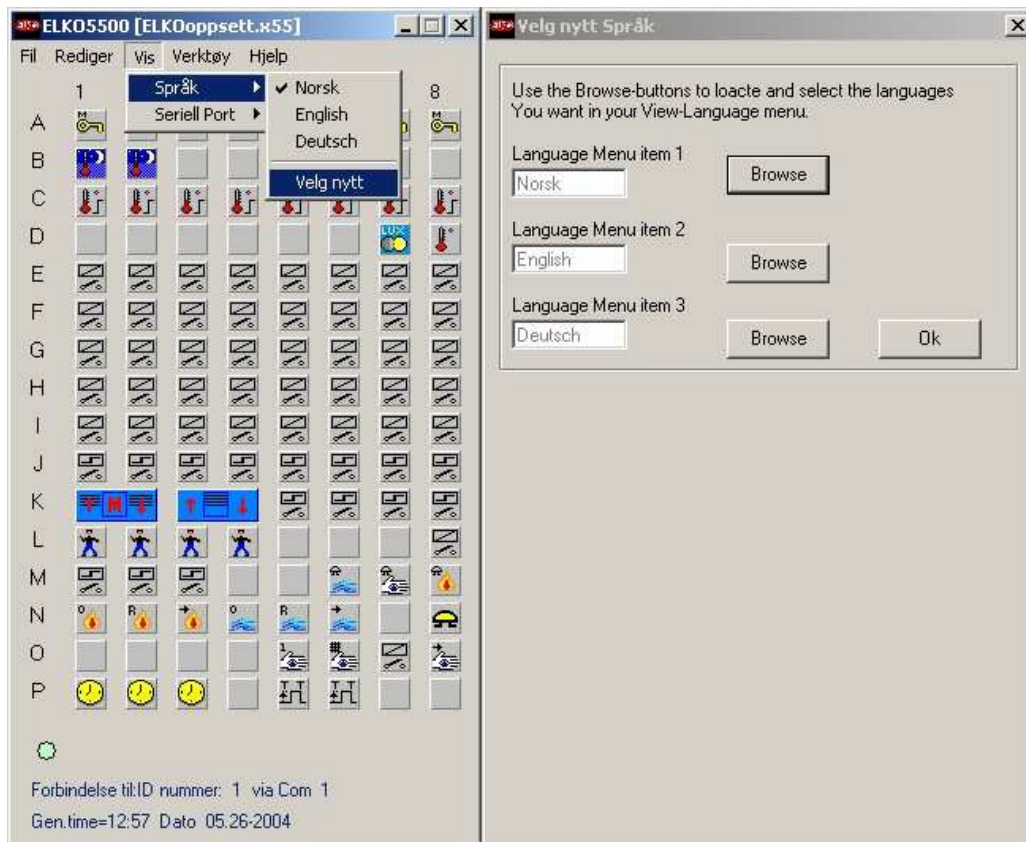 ELKO5500 [ELKOoppsett.x55]
Fil Rediger Vis Verktøy Hjelp
Språk
Seriell Port
Norsk
English
Deutsch
Velg nytt
1 8
A
B
C
D
E
F
G
H
I
J
K
L
M
N
O
P
LUX
M
Forbindelse til:ID nummer: 1 via Com 1
Gen.time=12:57 Dato 05.26-2004
Velg nytt Språk
Use the Browse-buttons to loacte and select the languages
You want in your View-Language menu.
Language Menu item 1
Norsk
Browse
Language Menu item 2
English
Browse
Language Menu item 3
Deutsch
Browse
Ok